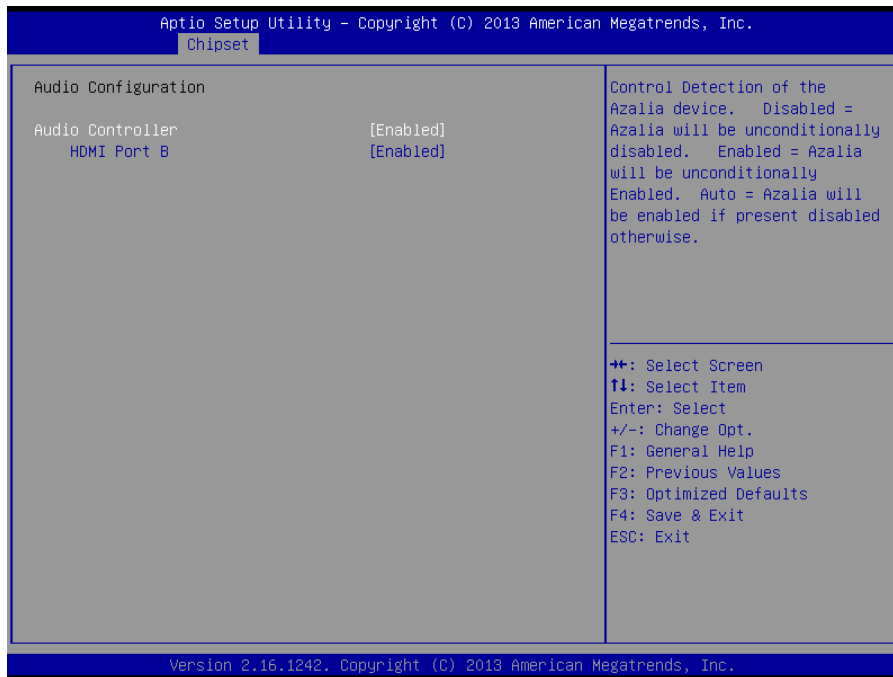 Aptio Setup Utility – Copyright (C) 2013 American Megatrends, Inc.
Chipset
Audio Configuration
Audio Controller [Enabled]
HDMI Port B [Enabled]
Control Detection of the
Azalia device. Disabled =
Azalia will be unconditionally
disabled. Enabled = Azalia
will be unconditionally
Enabled. Auto = Azalia will
be enabled if present disabled
otherwise.
→←: Select Screen
↑↓: Select Item
Enter: Select
+/-: Change Opt.
F1: General Help
F2: Previous Values
F3: Optimized Defaults
F4: Save & Exit
ESC: Exit
Version 2.16.1242. Copyright (C) 2013 American Megatrends, Inc.